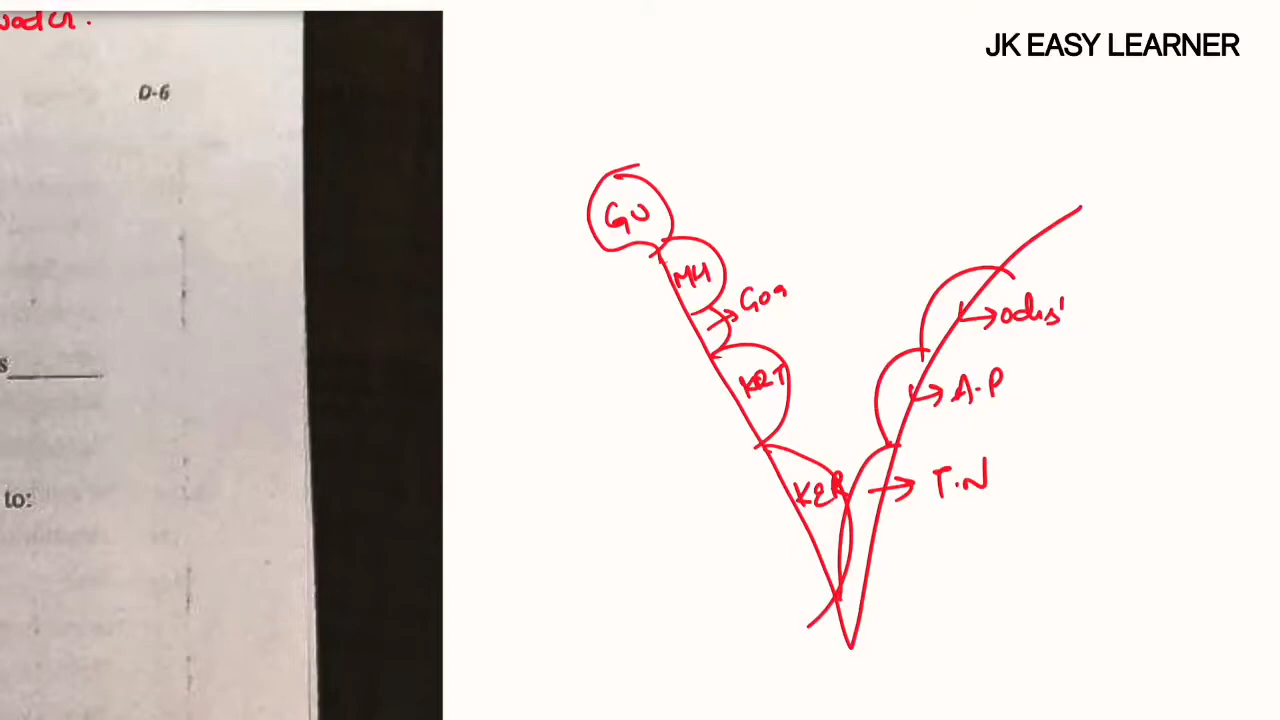 JK EASY LEARNER
D-6
GU
MH
Goa
KRT
KER
odis'
A.P
T.N
s
to: